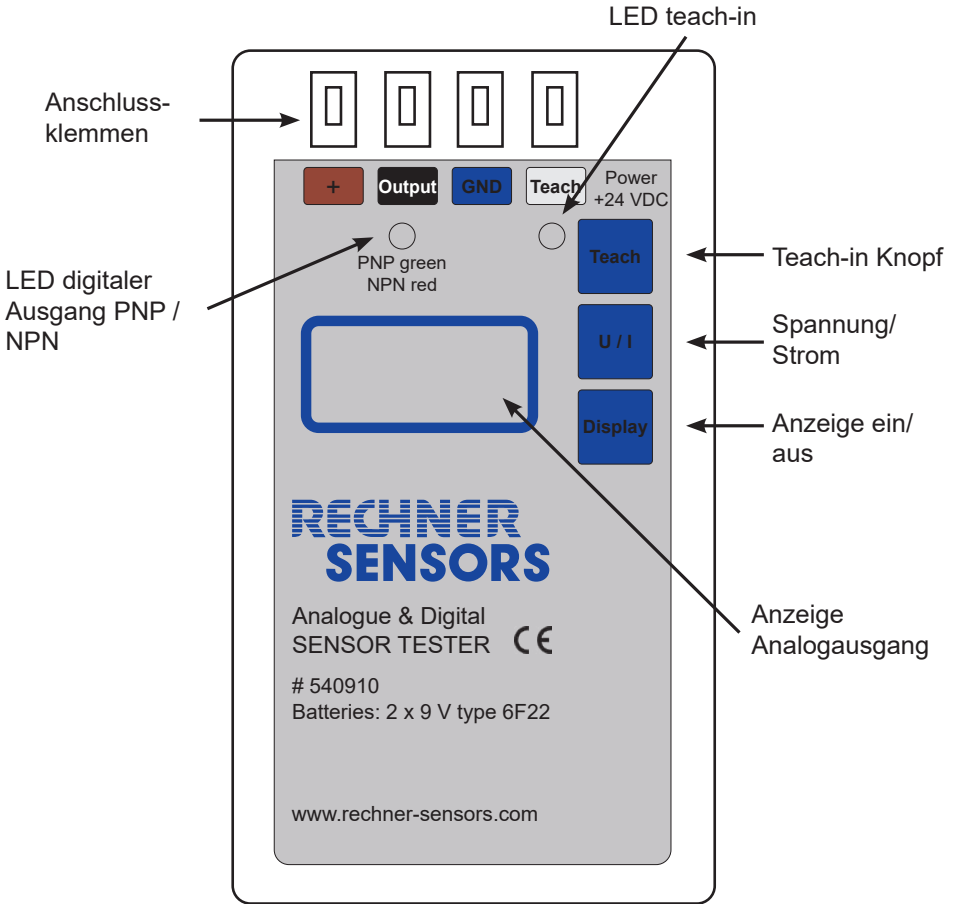 LED teach-in
Anschluss-
klemmen
+
Output
GND
Teach
Power
+24 VDC
PNP green
NPN red
LED digitaler
Ausgang PNP /
NPN
Teach
Teach-in Knopf
U / I
Spannung/
Strom
Display
Anzeige ein/
aus
RECHNER
SENSORS
Analogue & Digital
SENSOR TESTER CE
Anzeige
Analogausgang
# 540910
Batteries: 2 x 9 V type 6F22
www.rechner-sensors.com